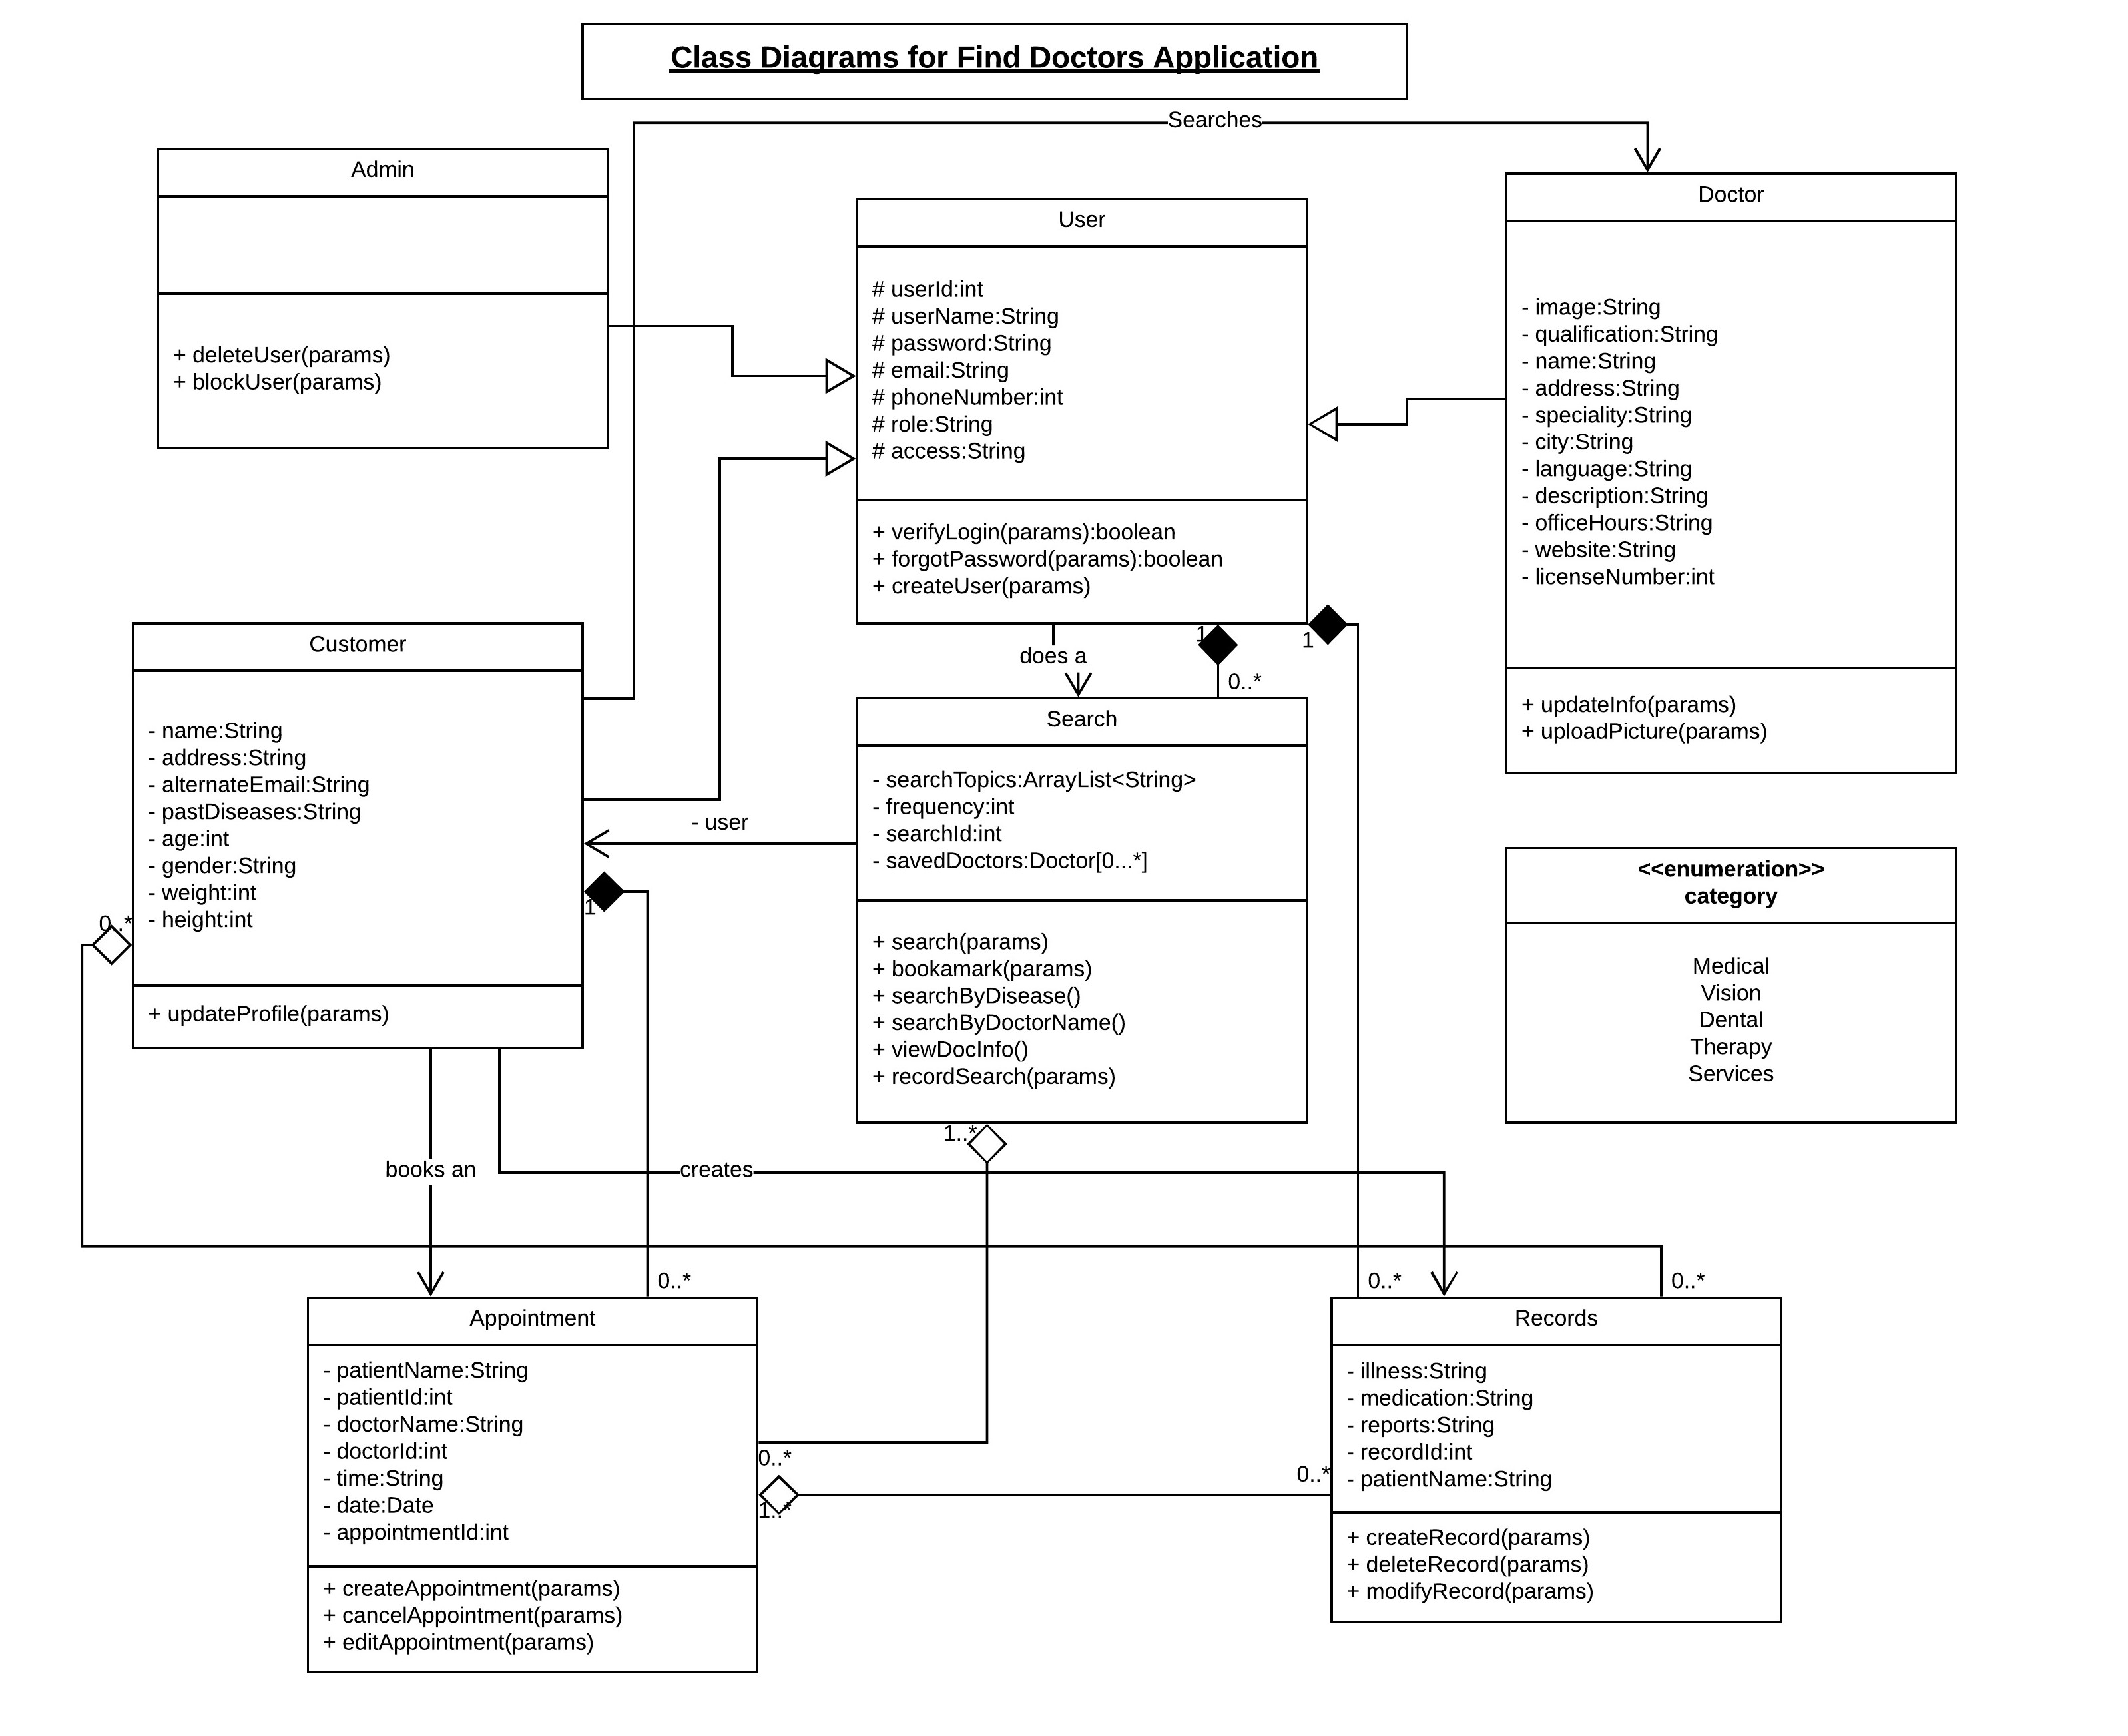 Class Diagrams for Find Doctors Application
Searches
Admin
+ deleteUser(params)
+ blockUser(params)
User
# userId:int
# userName:String
# password:String
# email:String
# phoneNumber:int
# role:String
# access:String
+ verifyLogin(params):boolean
+ forgotPassword(params):boolean
+ createUser(params)
1
1
does a
0..*
Doctor
- image:String
- qualification:String
- name:String
- address:String
- speciality:String
- city:String
- language:String
- description:String
- officeHours:String
- website:String
- licenseNumber:int
+ updateInfo(params)
+ uploadPicture(params)
Customer
- name:String
- address:String
- alternateEmail:String
- pastDiseases:String
- age:int
- gender:String
- weight:int
- height:int
+ updateProfile(params)
0..*
1
- user
Search
- searchTopics:ArrayList<String>
- frequency:int
- searchId:int
- savedDoctors:Doctor[0...*]
+ search(params)
+ bookamark(params)
+ searchByDisease()
+ searchByDoctorName()
+ viewDocInfo()
+ recordSearch(params)
1..*
<<enumeration>>
category
Medical
Vision
Dental
Therapy
Services
books an
creates
0..*
0..*
0..*
Appointment
- patientName:String
- patientId:int
- doctorName:String
- doctorId:int
- time:String
- date:Date
- appointmentId:int
+ createAppointment(params)
+ cancelAppointment(params)
+ editAppointment(params)
0..*
1..*
0..*
Records
- illness:String
- medication:String
- reports:String
- recordId:int
- patientName:String
+ createRecord(params)
+ deleteRecord(params)
+ modifyRecord(params)